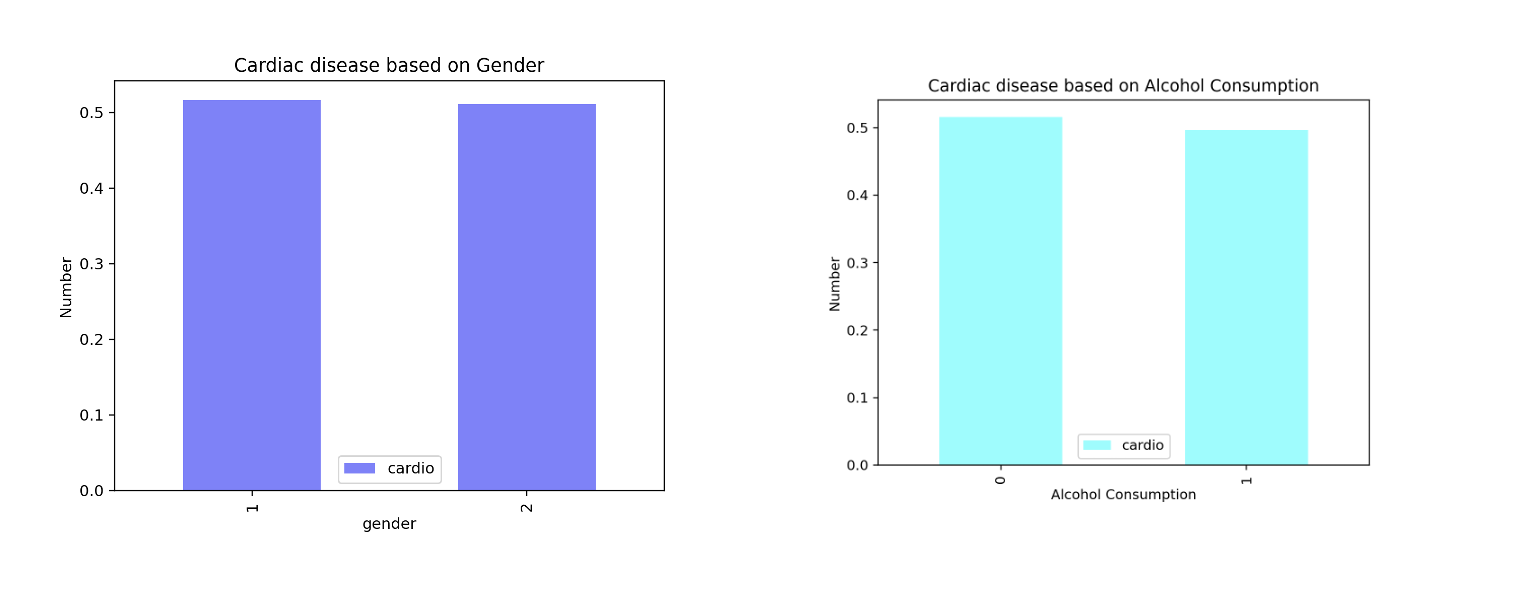 Cardiac disease based on Gender
0.5
0.4
0.3
0.2
0.1
0.0
Number
cardio
1
2
gender
Cardiac disease based on Alcohol Consumption
0.5
0.4
0.3
0.2
0.1
0.0
Number
cardio
0
1
Alcohol Consumption